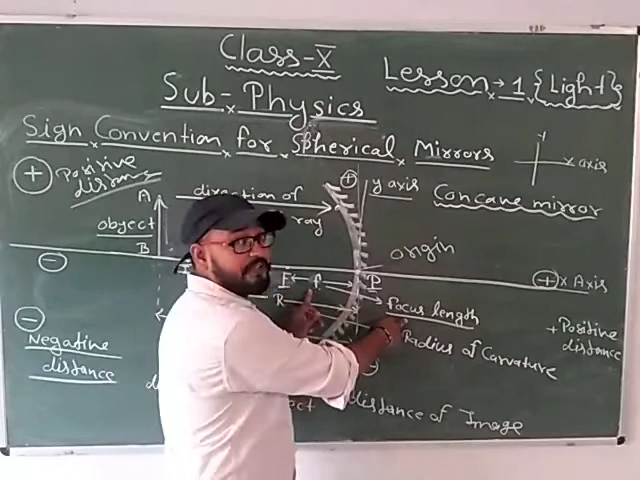 Class-X
Sub-Physics
Lesson → 1 {Light}
Sign Convention for Spherical Mirrors
+ Positive distance
A
direction of
ray
+
y axis
Concave mirror
Y
x axis
object
B
origin
−
F ← f → P
+ x Axis
R
focus length
−
Negative distance
Radius of Carvature
+ Positive distance
distance of Image